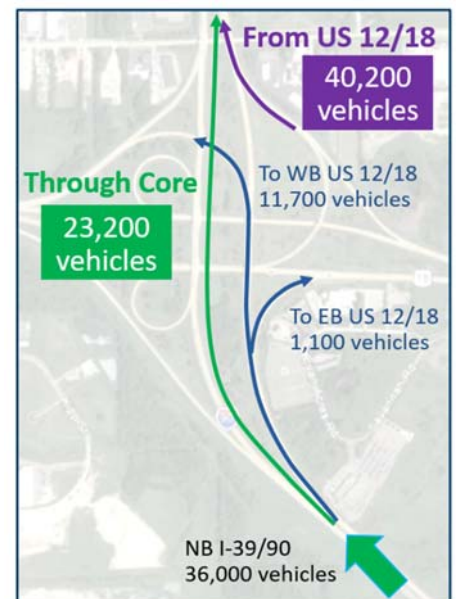 From US 12/18
40,200
vehicles
To WB US 12/18
11,700 vehicles
Through Core
23,200
vehicles
To EB US 12/18
1,100 vehicles
NB I-39/90
36,000 vehicles